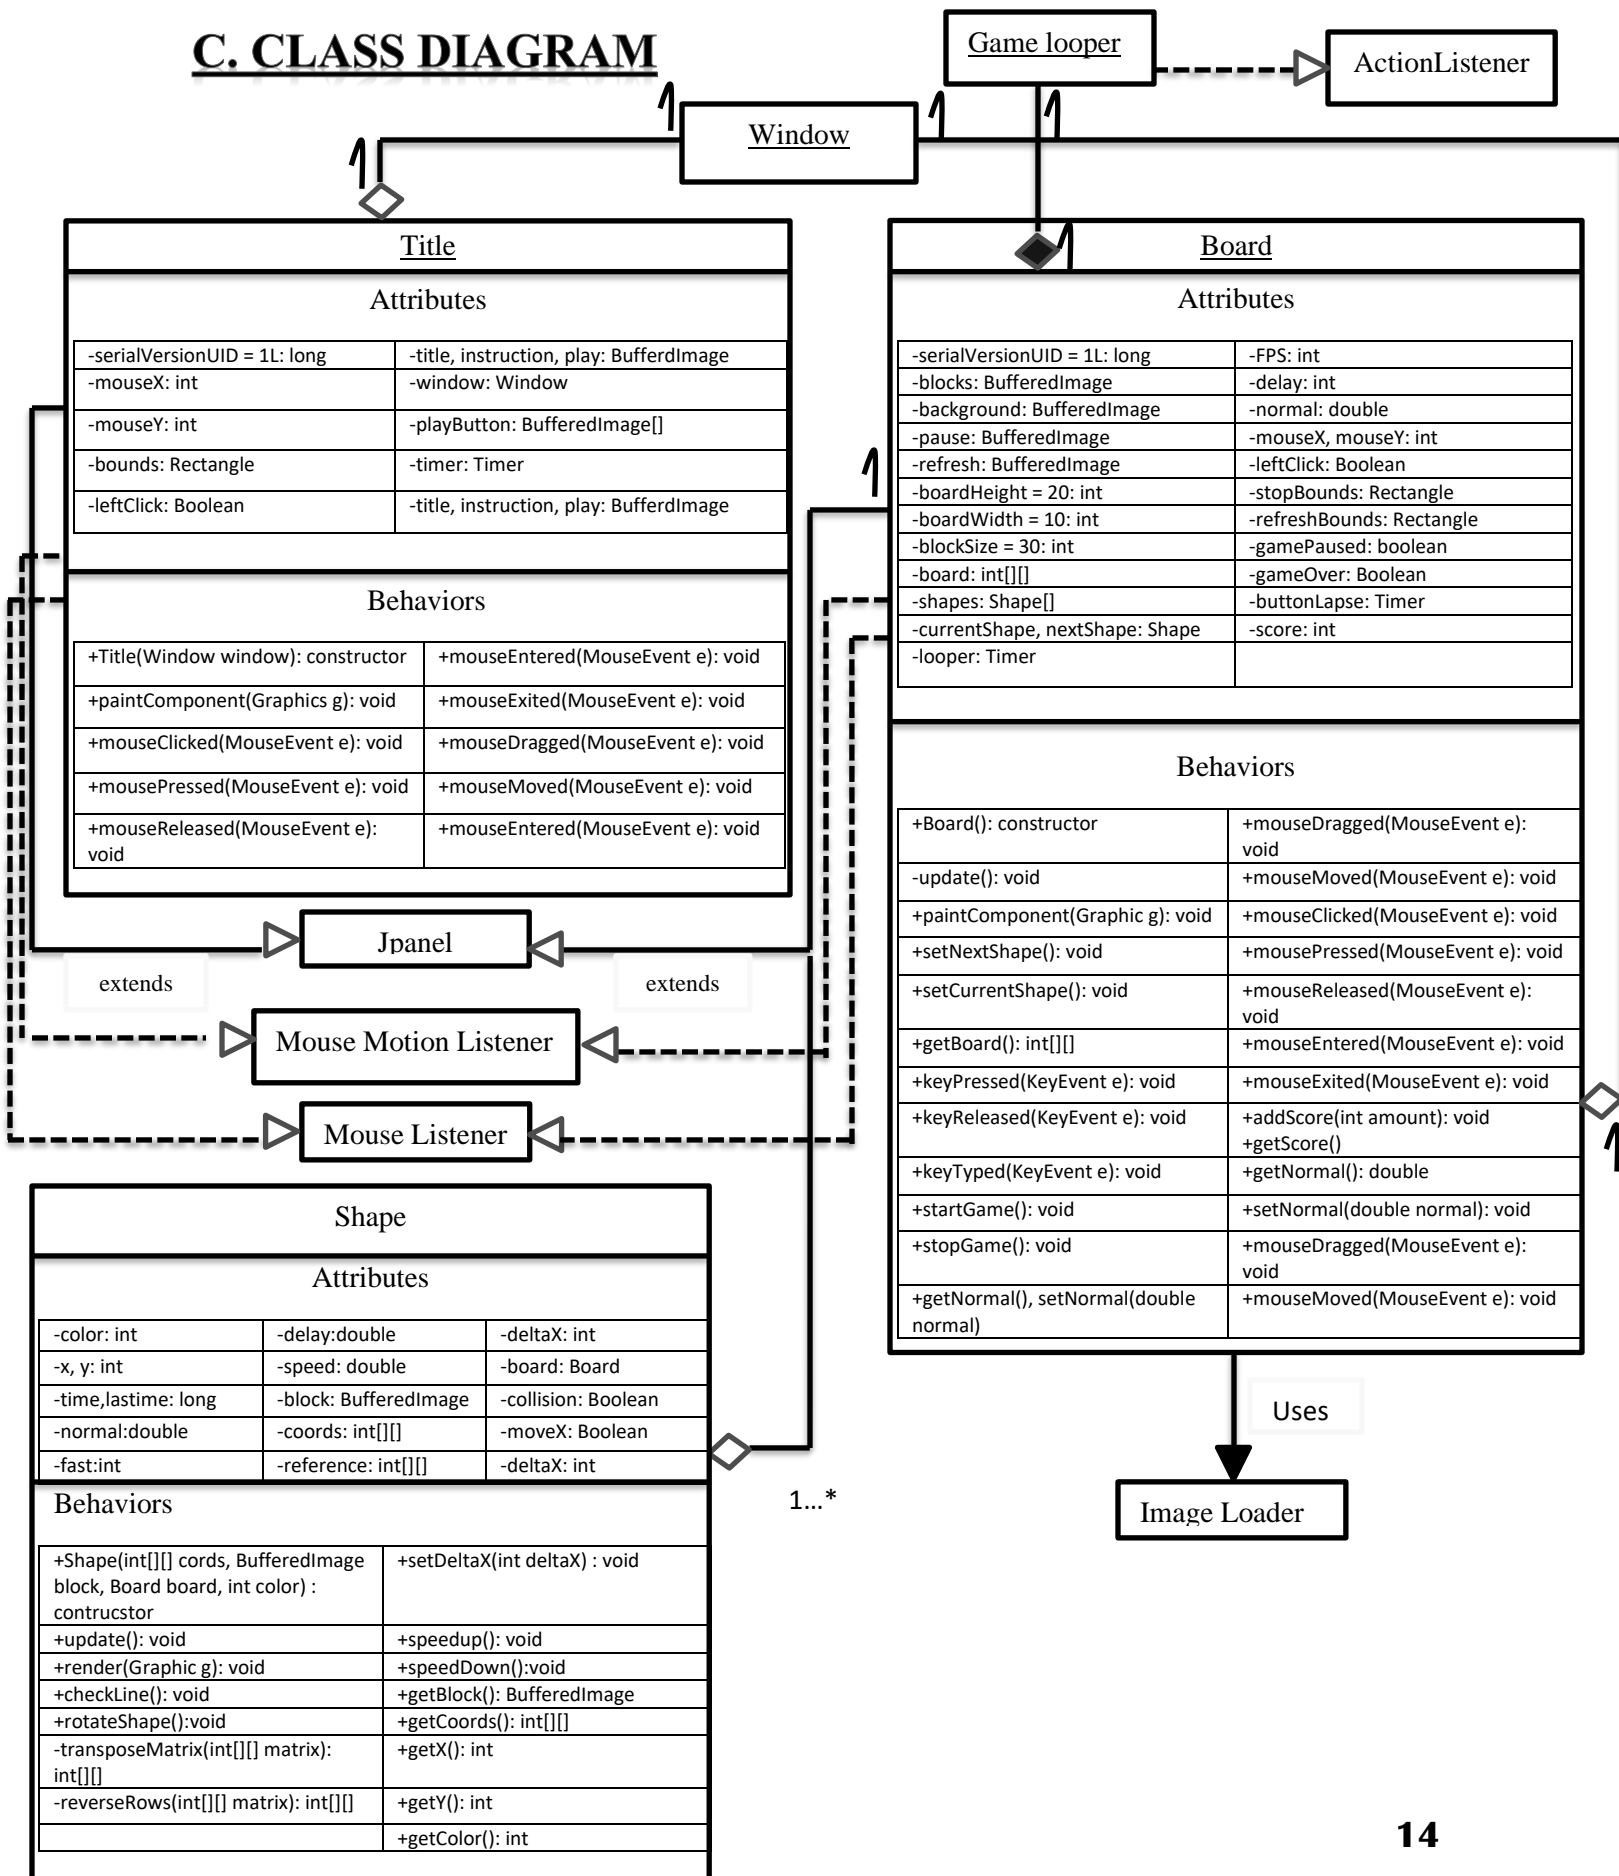 C. CLASS DIAGRAM
Game looper
ActionListener
Window
1
1
1
1
1
Title
Attributes
-serialVersionUID = 1L: long
-title, instruction, play: BufferdImage
-mouseX: int
-window: Window
-mouseY: int
-playButton: BufferedImage[]
-bounds: Rectangle
-timer: Timer
-leftClick: Boolean
-title, instruction, play: BufferdImage
Behaviors
+Title(Window window): constructor
+mouseEntered(MouseEvent e): void
+paintComponent(Graphics g): void
+mouseExited(MouseEvent e): void
+mouseClicked(MouseEvent e): void
+mouseDragged(MouseEvent e): void
+mousePressed(MouseEvent e): void
+mouseMoved(MouseEvent e): void
+mouseReleased(MouseEvent e):
void
+mouseEntered(MouseEvent e): void
Board
Attributes
-serialVersionUID = 1L: long
-FPS: int
-blocks: BufferedImage
-delay: int
-background: BufferedImage
-normal: double
-pause: BufferedImage
-mouseX, mouseY: int
-refresh: BufferedImage
-leftClick: Boolean
-boardHeight = 20: int
-stopBounds: Rectangle
-boardWidth = 10: int
-refreshBounds: Rectangle
-blockSize = 30: int
-gamePaused: boolean
-board: int[][]
-gameOver: Boolean
-shapes: Shape[]
-buttonLapse: Timer
-currentShape, nextShape: Shape
-score: int
-looper: Timer
Behaviors
+Board(): constructor
+mouseDragged(MouseEvent e):
void
-update(): void
+mouseMoved(MouseEvent e): void
+paintComponent(Graphic g): void
+mouseClicked(MouseEvent e): void
+setNextShape(): void
+mousePressed(MouseEvent e): void
+setCurrentShape(): void
+mouseReleased(MouseEvent e):
void
+getBoard(): int[][]
+mouseEntered(MouseEvent e): void
+keyPressed(KeyEvent e): void
+mouseExited(MouseEvent e): void
+keyReleased(KeyEvent e): void
+addScore(int amount): void
+getScore()
+keyTyped(KeyEvent e): void
+getNormal(): double
+startGame(): void
+setNormal(double normal): void
+stopGame(): void
+mouseDragged(MouseEvent e):
void
+getNormal(), setNormal(double
normal)
+mouseMoved(MouseEvent e): void
1
1
Jpanel
extends
extends
Mouse Motion Listener
Mouse Listener
Shape
Attributes
-color: int
-delay:double
-deltaX: int
-x, y: int
-speed: double
-board: Board
-time,lastime: long
-block: BufferedImage
-collision: Boolean
-normal:double
-coords: int[][]
-moveX: Boolean
-fast:int
-reference: int[][]
-deltaX: int
1...*
Behaviors
+Shape(int[][] cords, BufferedImage
block, Board board, int color) :
contrucstor
+setDeltaX(int deltaX) : void
+update(): void
+speedup(): void
+render(Graphic g): void
+speedDown():void
+checkLine(): void
+getBlock(): BufferedImage
+rotateShape():void
+getCoords(): int[][]
-transposeMatrix(int[][] matrix):
int[][]
+getX(): int
-reverseRows(int[][] matrix): int[][]
+getY(): int
+getColor(): int
Uses
Image Loader
14